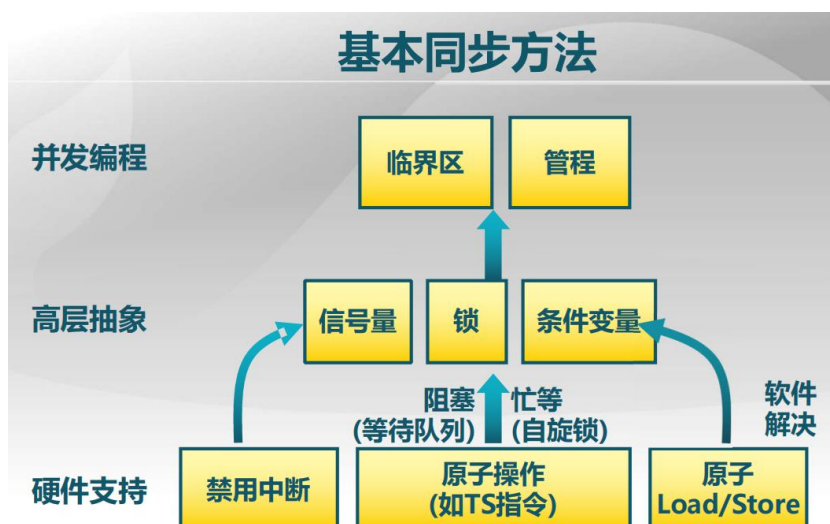 基本同步方法
并发编程
临界区
管程
高层抽象
信号量
锁
条件变量
阻塞
(等待队列)
忙等
(自旋锁)
软件
解决
硬件支持
禁用中断
原子操作
(如TS指令)
原子
Load/Store